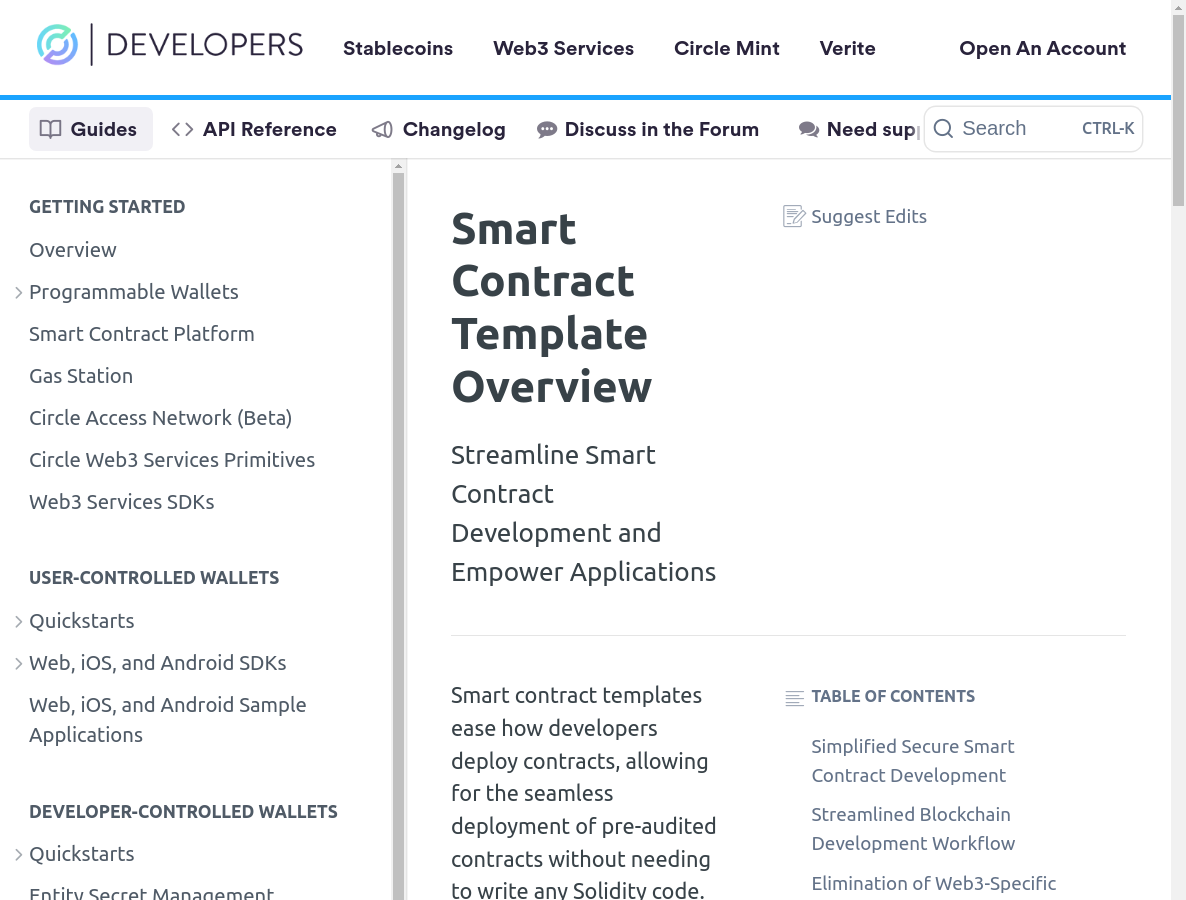 DEVELOPERS
Stablecoins
Web3 Services
Circle Mint
Verite
Open An Account
Guides
API Reference
Changelog
Discuss in the Forum
Need sup
Search
CTRL-K
GETTING STARTED
Overview
Programmable Wallets
Smart Contract Platform
Gas Station
Circle Access Network (Beta)
Circle Web3 Services Primitives
Web3 Services SDKs
USER-CONTROLLED WALLETS
Quickstarts
Web, iOS, and Android SDKs
Web, iOS, and Android Sample
Applications
DEVELOPER-CONTROLLED WALLETS
Quickstarts
Entity Secret Management
Smart
Contract
Template
Overview
Suggest Edits
Streamline Smart
Contract
Development and
Empower Applications
Smart contract templates
ease how developers
deploy contracts, allowing
for the seamless
deployment of pre-audited
contracts without needing
to write any Solidity code.
TABLE OF CONTENTS
Simplified Secure Smart
Contract Development
Streamlined Blockchain
Development Workflow
Elimination of Web3-Specific